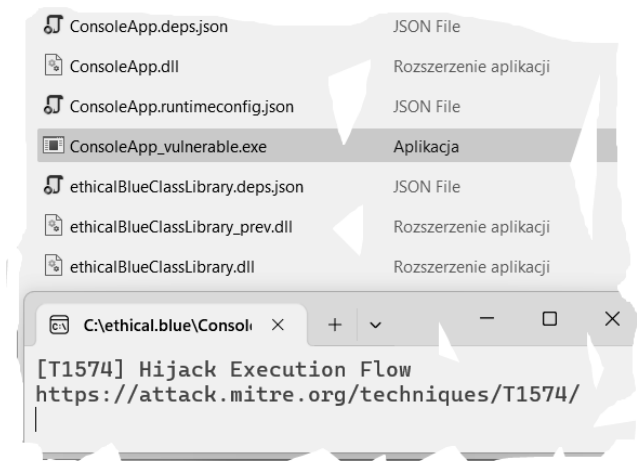 ConsoleApp.deps.json JSON File
ConsoleApp.dll Rozszerzenie aplikacji
ConsoleApp.runtimeconfig.json JSON File
ConsoleApp_vulnerable.exe Aplikacja
ethicalBlueClassLibrary.deps.json JSON File
ethicalBlueClassLibrary_prev.dll Rozszerzenie aplikacji
ethicalBlueClassLibrary.dll Rozszerzenie aplikacji
C:\ethical.blue\Consol
[T1574] Hijack Execution Flow
https://attack.mitre.org/techniques/T1574/